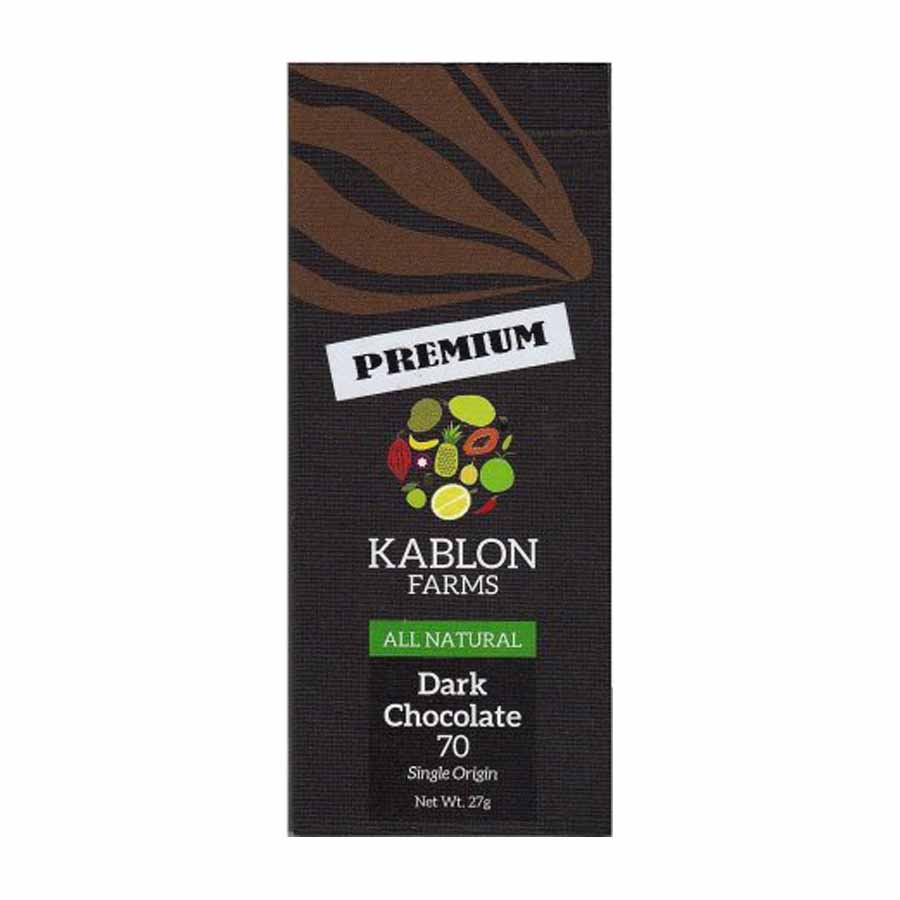 PREMIUM
KABLON
FARMS
ALL NATURAL
Dark
Chocolate
70
Single Origin
Net Wt. 27g